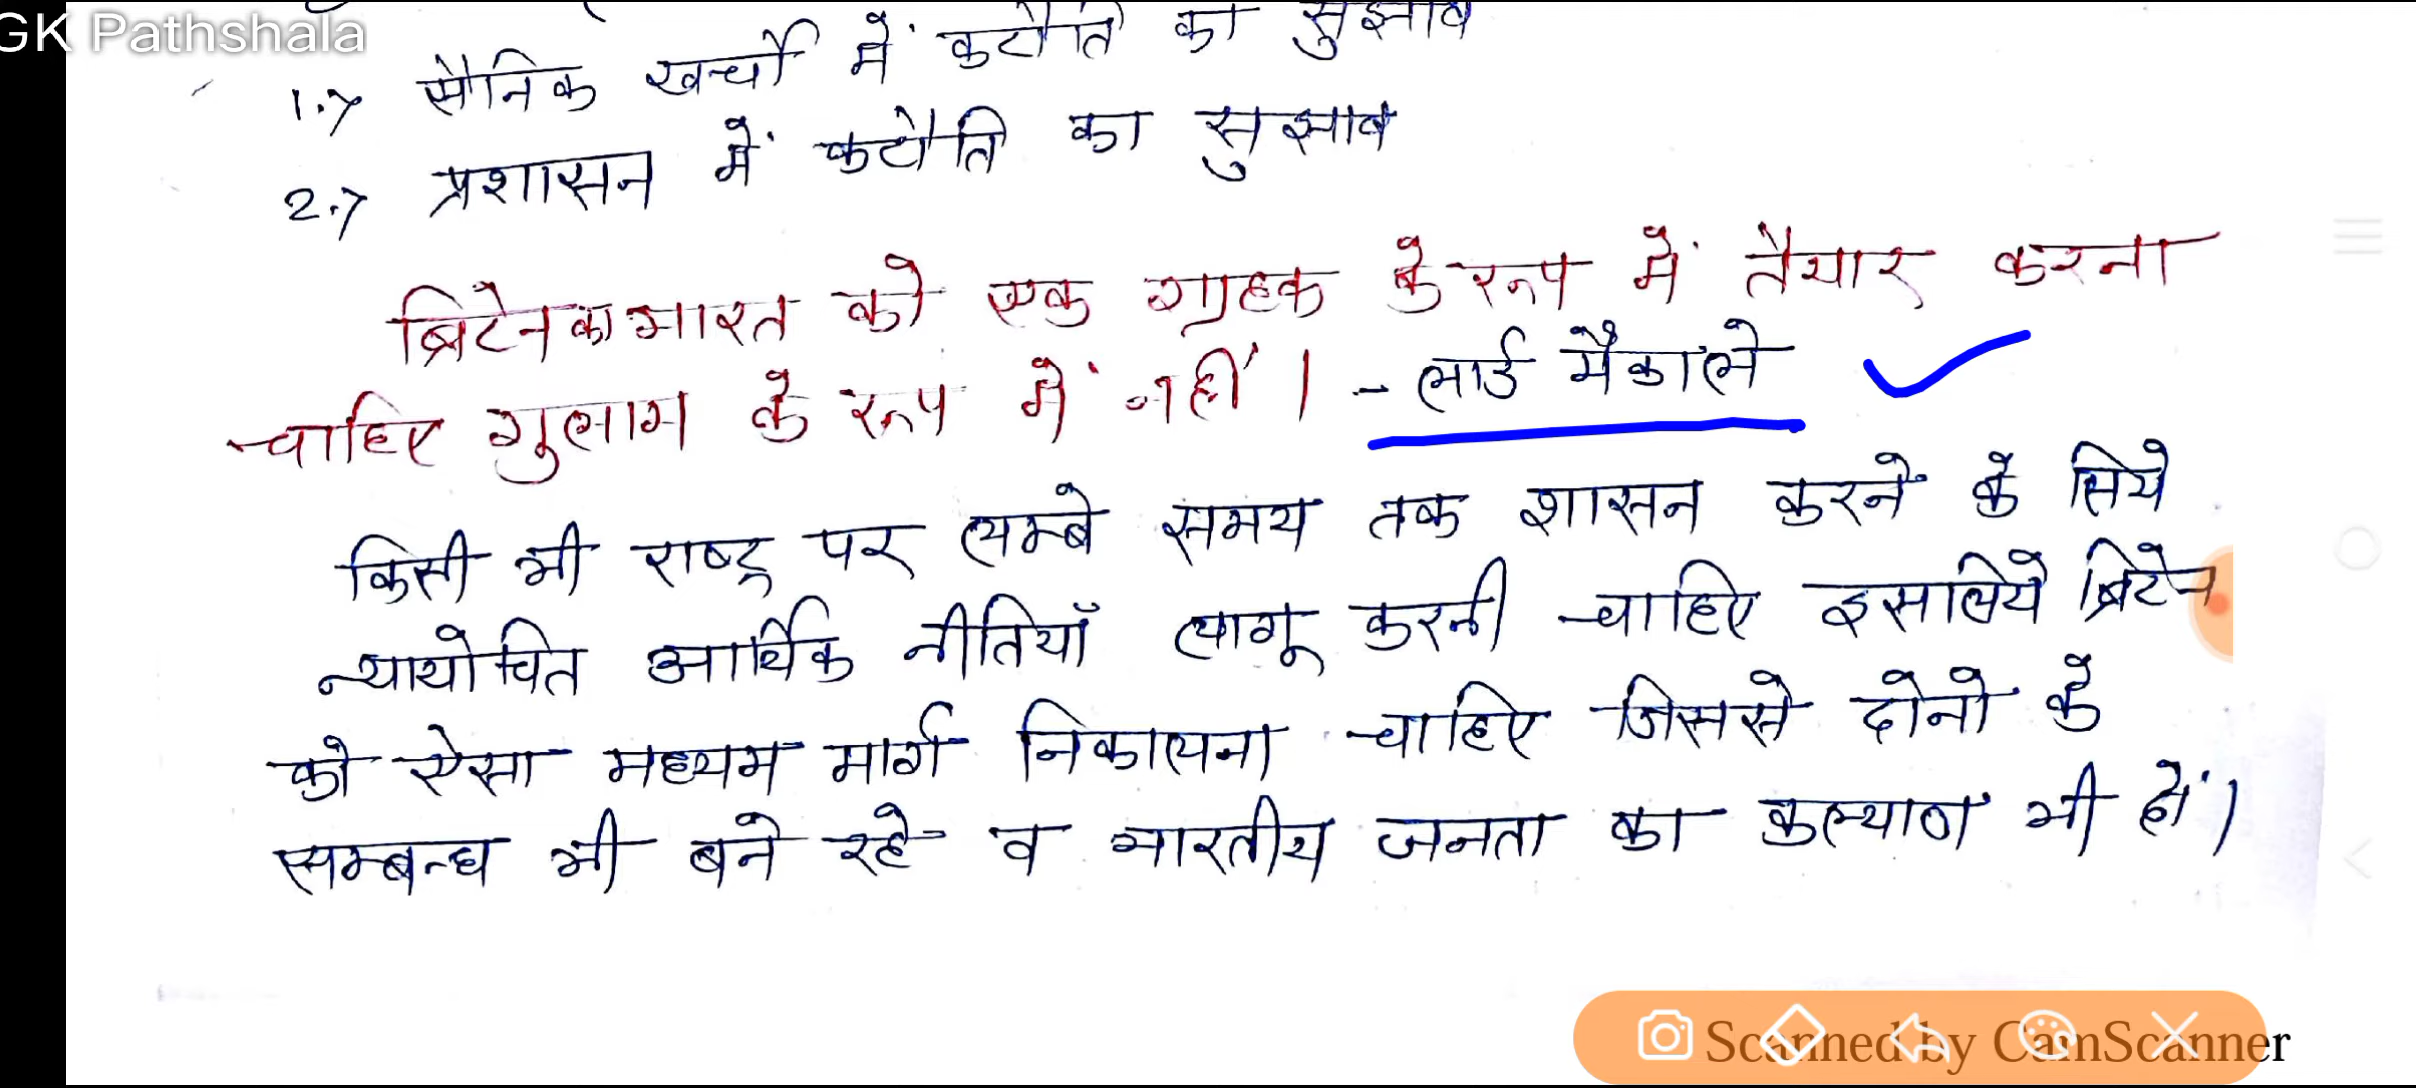 GK Pathshala
1.→ सैनिक खर्चो में कटौति का सुझाव
2.→ प्रशासन में कटौति का सुझाव
ब्रिटेन का भारत को एक ग्राहक के रूप में तैयार करना
चाहिए गुलाम के रूप में नहीं । - लार्ड मैकाले
किसी भी राष्ट्र पर लम्बे समय तक शासन करने के लिये
न्यायोचित आर्थिक नीतियाँ लागू करनी चाहिए इसलिये ब्रिटेन
को ऐसा मध्यम मार्ग निकालना चाहिए जिससे दोनो के
सम्बन्ध भी बने रहे व भारतीय जनता का कल्याण भी हों।
Scanned by CamScanner